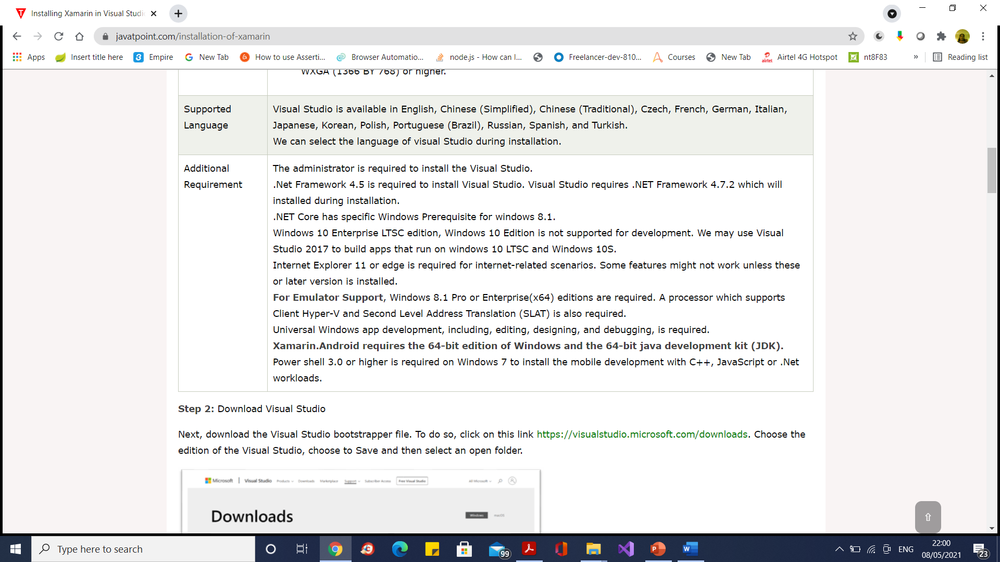 Installing Xamarin in Visual Studi
javatpoint.com/installation-of-xamarin
Apps
Insert title here
Empire
New Tab
How to use Asserti...
Browser Automatio...
node.js - How can I...
Freelancer-dev-810...
Courses
New Tab
airtel
Airtel 4G Hotspot
nt8F83
»
Reading list
WXGA (1366 BY 768) or higher.
Supported
Language
Visual Studio is available in English, Chinese (Simplified), Chinese (Traditional), Czech, French, German, Italian,
Japanese, Korean, Polish, Portuguese (Brazil), Russian, Spanish, and Turkish.
We can select the language of visual Studio during installation.
Additional
Requirement
The administrator is required to install the Visual Studio.
.Net Framework 4.5 is required to install Visual Studio. Visual Studio requires .NET Framework 4.7.2 which will
installed during installation.
.NET Core has specific Windows Prerequisite for windows 8.1.
Windows 10 Enterprise LTSC edition, Windows 10 Edition is not supported for development. We may use Visual
Studio 2017 to build apps that run on windows 10 LTSC and Windows 10S.
Internet Explorer 11 or edge is required for internet-related scenarios. Some features might not work unless these
or later version is installed.
For Emulator Support, Windows 8.1 Pro or Enterprise(x64) editions are required. A processor which supports
Client Hyper-V and Second Level Address Translation (SLAT) is also required.
Universal Windows app development, including, editing, designing, and debugging, is required.
Xamarin.Android requires the 64-bit edition of Windows and the 64-bit java development kit (JDK).
Power shell 3.0 or higher is required on Windows 7 to install the mobile development with C++, JavaScript or .Net
workloads.
Step 2: Download Visual Studio
Next, download the Visual Studio bootstrapper file. To do so, click on this link https://visualstudio.microsoft.com/downloads. Choose the
edition of the Visual Studio, choose to Save and then select an open folder.
Microsoft | Visual Studio Products Downloads Marketplace Support Subscriber Access Free Visual Studio All Microsoft
Downloads
Windows macOS
Type here to search
99
ENG
22:00
08/05/2021
23